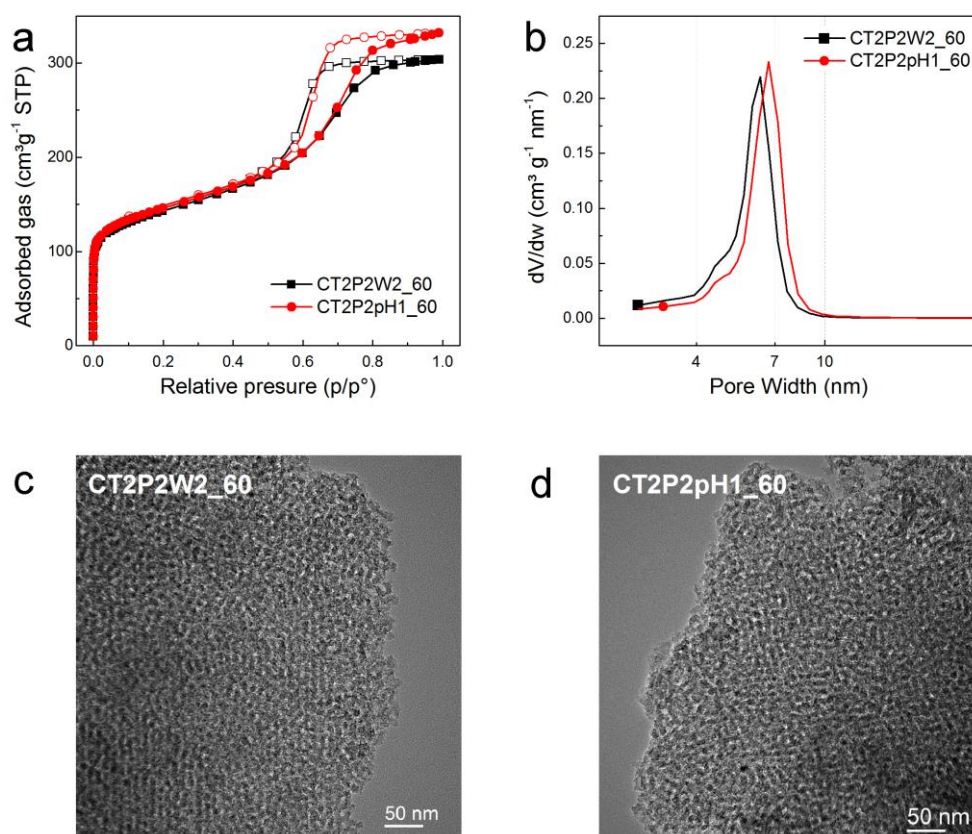 a
Adsorbed gas (cm³g⁻¹ STP)
300
200
100
0
0.0 0.2 0.4 0.6 0.8 1.0
Relative presure (p/p°)
CT2P2W2_60
CT2P2pH1_60
b
dV/dw (cm³ g⁻¹ nm⁻¹)
0.25
0.20
0.15
0.10
0.05
0.00
4 7 10
Pore Width (nm)
CT2P2W2_60
CT2P2pH1_60
c
CT2P2W2_60
50 nm
d
CT2P2pH1_60
50 nm